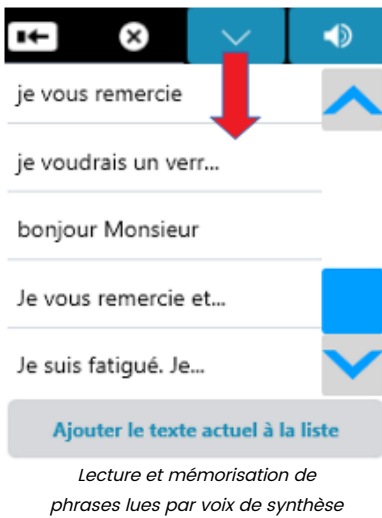 je vous remercie
je voudrais un verr...
bonjour Monsieur
Je vous remercie et...
Je suis fatigué. Je...
Ajouter le texte actuel à la liste
Lecture et mémorisation de
phrases lues par voix de synthèse